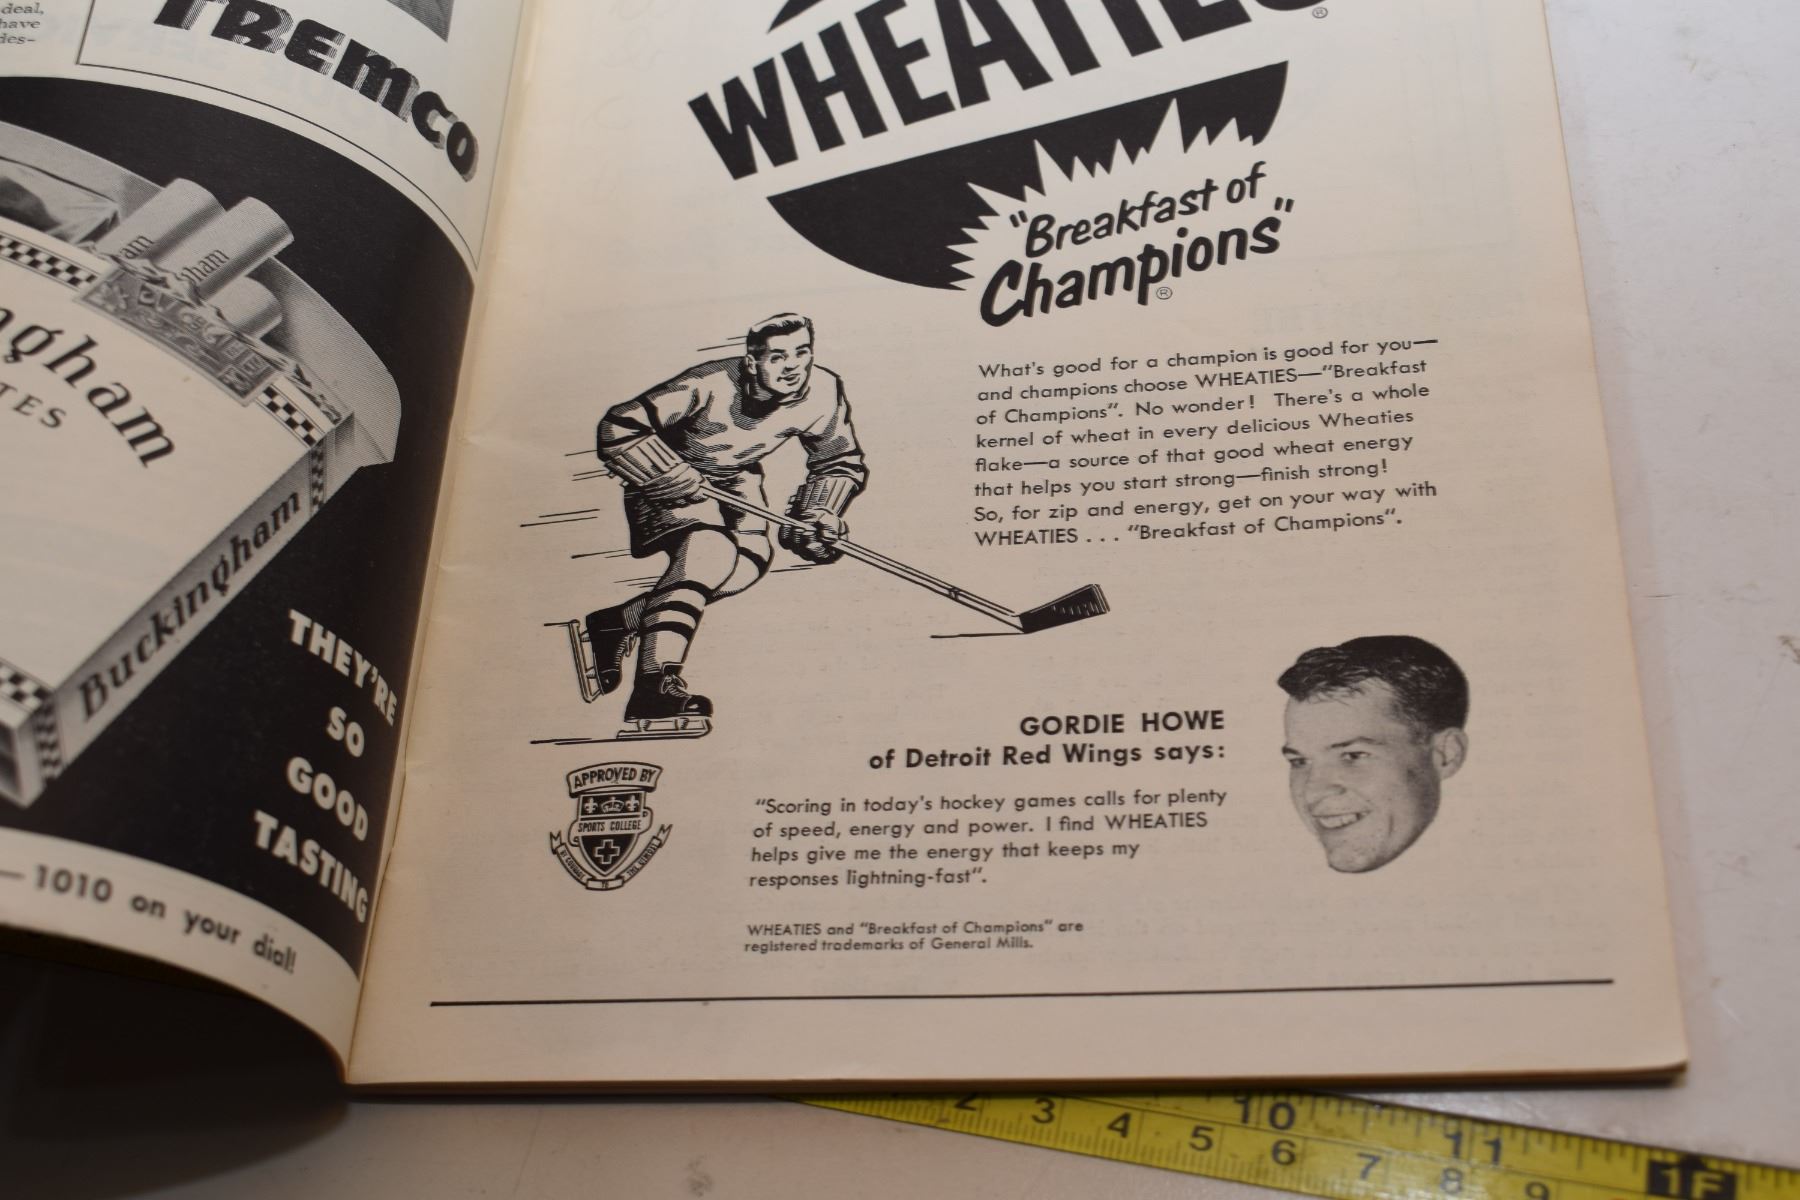 deal,
have
des-
TREMCO
ham
ngham
TES
Buckingham
THEY'RE
SO
GOOD
TASTING
—1010 on your dial!
WHEATIES
®
"Breakfast of
Champions"
®
What's good for a champion is good for you—
and champions choose WHEATIES—"Breakfast
of Champions". No wonder! There's a whole
kernel of wheat in every delicious Wheaties
flake—a source of that good wheat energy
that helps you start strong—finish strong!
So, for zip and energy, get on your way with
WHEATIES . . . "Breakfast of Champions".
GORDIE HOWE
of Detroit Red Wings says:
"Scoring in today's hockey games calls for plenty
of speed, energy and power. I find WHEATIES
helps give me the energy that keeps my
responses lightning-fast".
APPROVED BY
SPORTS COLLEGE
TO
THE UTMOST
WHEATIES and "Breakfast of Champions" are
registered trademarks of General Mills.
2 3 4 5 6 7 8 9
10 11 1F